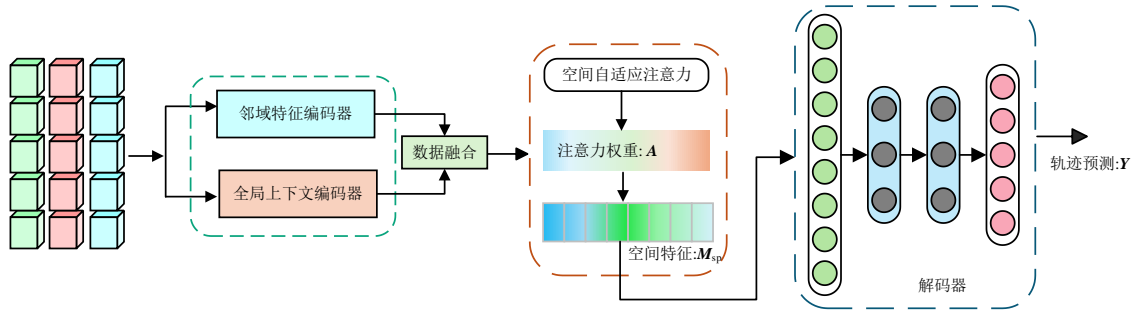 邻域特征编码器
全局上下文编码器
数据融合
空间自适应注意力
注意力权重: A
空间特征:Msp
解码器
轨迹预测:Y